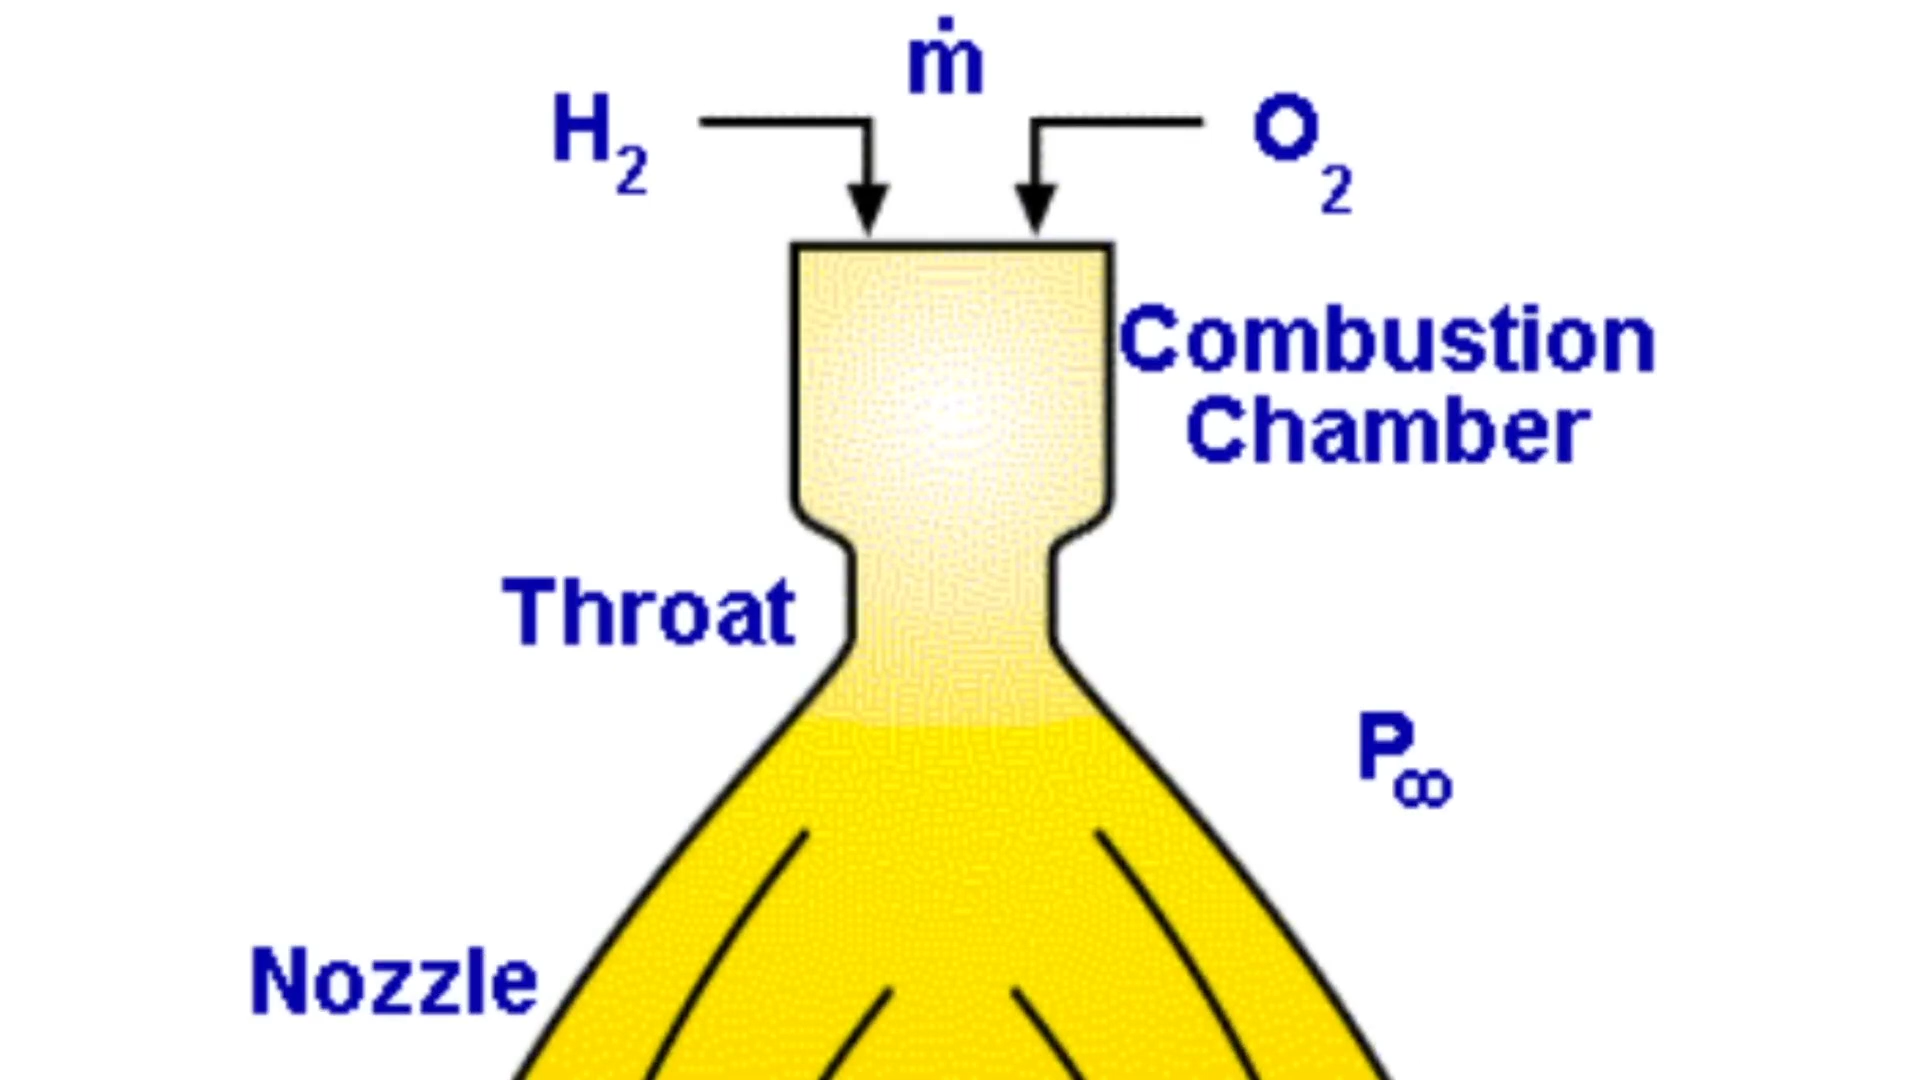 ṁ
H₂
O₂
Combustion
Chamber
Throat
P∞
Nozzle